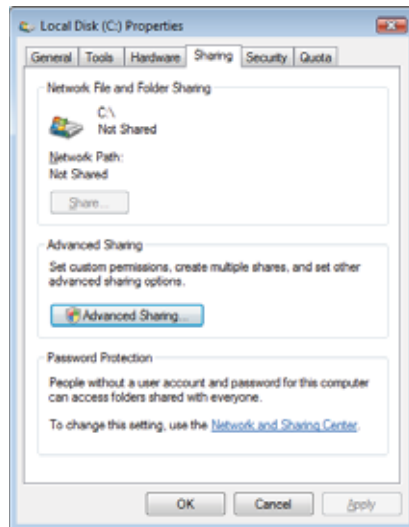 Local Disk (C:) Properties
General Tools Hardware Sharing Security Quota
Network File and Folder Sharing
C:\
Not Shared
Network Path:
Not Shared
Share...
Advanced Sharing
Set custom permissions, create multiple shares, and set other
advanced sharing options.
Advanced Sharing...
Password Protection
People without a user account and password for this computer
can access folders shared with everyone.
To change this setting, use the Network and Sharing Center.
OK Cancel Apply